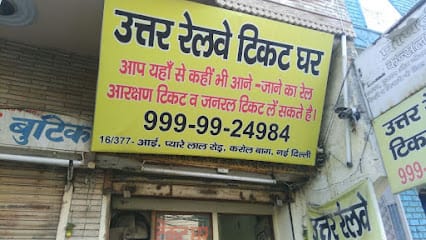 उत्तर रेलवे टिकट घर
आप यहाँ से कहीं भी आने-जाने का रेल
आरक्षण टिकट व जनरल टिकट ले सकते है।
999-99-24984
16/377- आई, प्यारे लाल रोड़, करोल बाग, नई दिल्ली
बुटिक
उत्तर रे
टिक
999-
उत्तर रेलवे